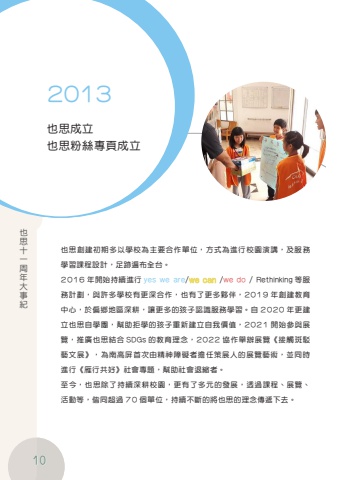 2013
也思成立
也思粉絲專頁成立
也思十一周年大事紀
也思創建初期多以學校為主要合作單位，方式為進行校園演講，及服務
學習課程設計，足跡遍布全台。
2016 年開始持續進行 yes we are/we can /we do / Rethinking 等服
務計劃，與許多學校有更深合作，也有了更多夥伴，2019 年創建教育
中心，於偏鄉地區深耕，讓更多的孩子認識服務學習。自 2020 年更建
立也思自學團，幫助拒學的孩子重新建立自我價值，2021 開始參與展
覽，推廣也思結合 SDGs 的教育理念，2022 協作舉辦展覽《接觸斑駁
藝文展》，為南高屏首次由精神障礙者擔任策展人的展覽藝術，並同時
進行《雁行共好》社會專題，幫助社會退縮者。
至今，也思除了持續深耕校園，更有了多元的發展，透過課程、展覽、
活動等，偕同超過 70 個單位，持續不斷的將也思的理念傳遞下去。
10